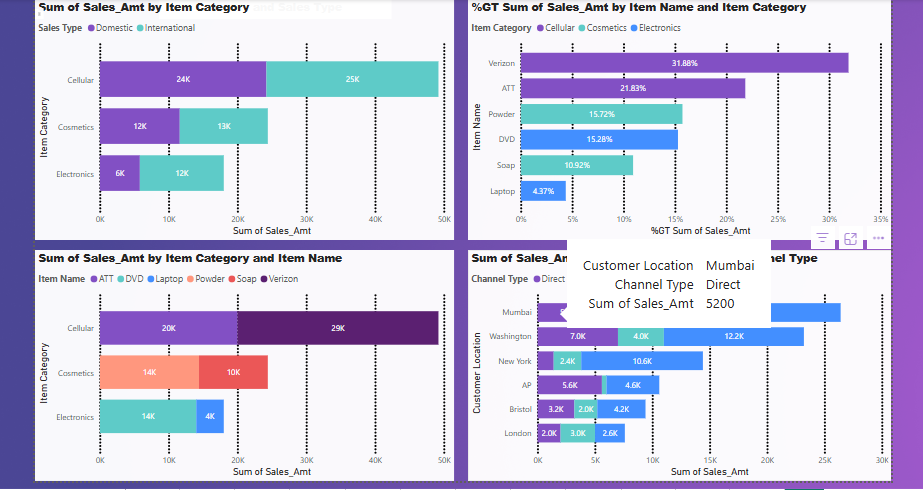 Sum of Sales_Amt by Item Category
Sales Type Domestic International
Item Category
Cellular 24K 25K
Cosmetics 12K 13K
Electronics 6K 12K
0K 10K 20K 30K 40K 50K
Sum of Sales_Amt
%GT Sum of Sales_Amt by Item Name and Item Category
Item Category Cellular Cosmetics Electronics
Item Name
Verizon 31.88%
ATT 21.83%
Powder 15.72%
DVD 15.28%
Soap 10.92%
Laptop 4.37%
0% 5% 10% 15% 20% 25% 30% 35%
%GT Sum of Sales_Amt
Sum of Sales_Amt by Item Category and Item Name
Item Name ATT DVD Laptop Powder Soap Verizon
Item Category
Cellular 20K 29K
Cosmetics 14K 10K
Electronics 14K 4K
0K 10K 20K 30K 40K 50K
Sum of Sales_Amt
Sum of Sales_Am nel Type
Channel Type Direct
Customer Location Mumbai
Channel Type Direct
Sum of Sales_Amt 5200
Customer Location
Mumbai
Washington 7.0K 4.0K 12.2K
New York 2.4K 10.6K
AP 5.6K 4.6K
Bristol 3.2K 2.0K 4.2K
London 2.0K 3.0K 2.6K
0K 5K 10K 15K 20K 25K 30K
Sum of Sales_Amt